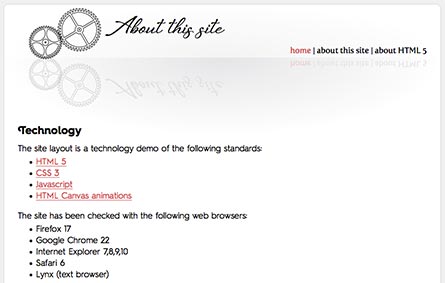 About this site
home | about this site | about HTML 5
Technology
The site layout is a technology demo of the following standards:
• HTML 5
• CSS 3
• Javascript
• HTML Canvas animations
The site has been checked with the following web browsers:
• Firefox 17
• Google Chrome 22
• Internet Explorer 7,8,9,10
• Safari 6
• Lynx (text browser)